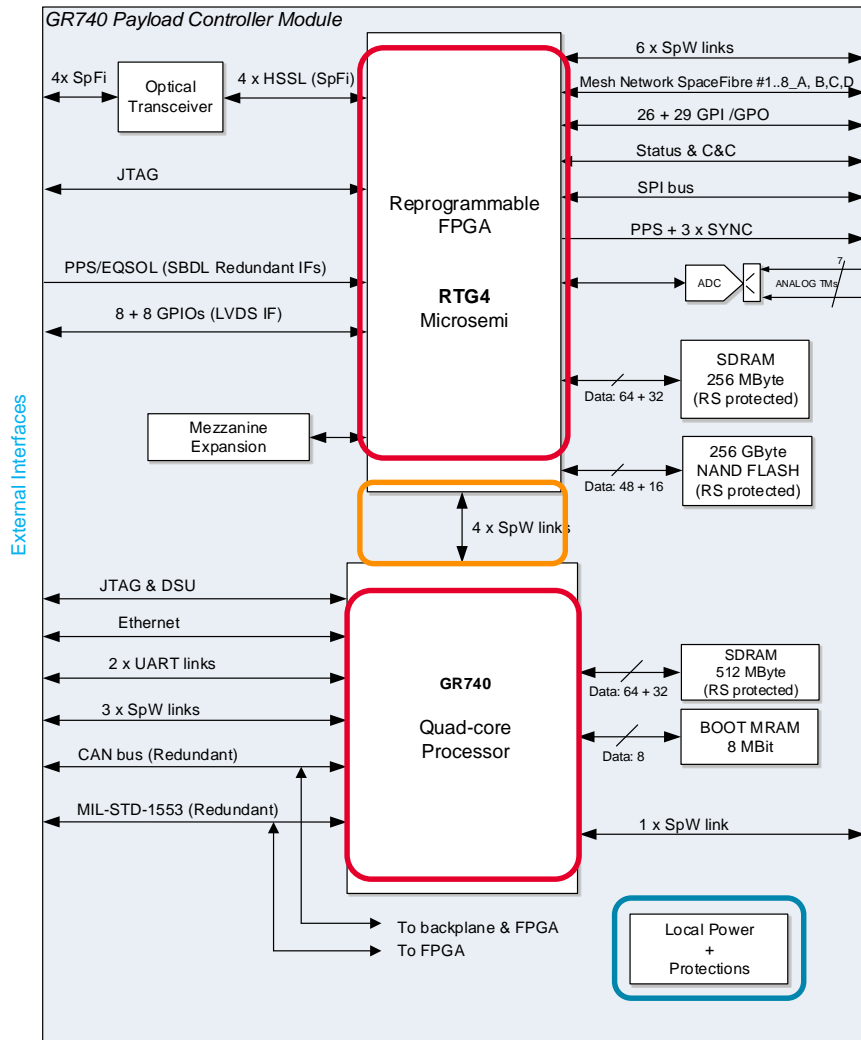 GR740 Payload Controller Module
4x SpFi
Optical
Transceiver
4 x HSSL (SpFi)
JTAG
PPS/EQSOL (SBDL Redundant IFs)
8 + 8 GPIOs (LVDS IF)
Mezzanine
Expansion
Reprogrammable
FPGA
RTG4
Microsemi
6 x SpW links
Mesh Network SpaceFibre #1..8_A, B,C,D
26 + 29 GPI /GPO
Status & C&C
SPI bus
PPS + 3 x SYNC
ADC
7
ANALOG TMs
SDRAM
256 MByte
(RS protected)
Data: 64 + 32
256 GByte
NAND FLASH
(RS protected)
Data: 48 + 16
External Interfaces
4 x SpW links
JTAG & DSU
Ethernet
2 x UART links
3 x SpW links
CAN bus (Redundant)
MIL-STD-1553 (Redundant)
GR740
Quad-core
Processor
SDRAM
512 MByte
(RS protected)
Data: 64 + 32
BOOT MRAM
8 MBit
Data: 8
1 x SpW link
To backplane & FPGA
To FPGA
Local Power
+
Protections